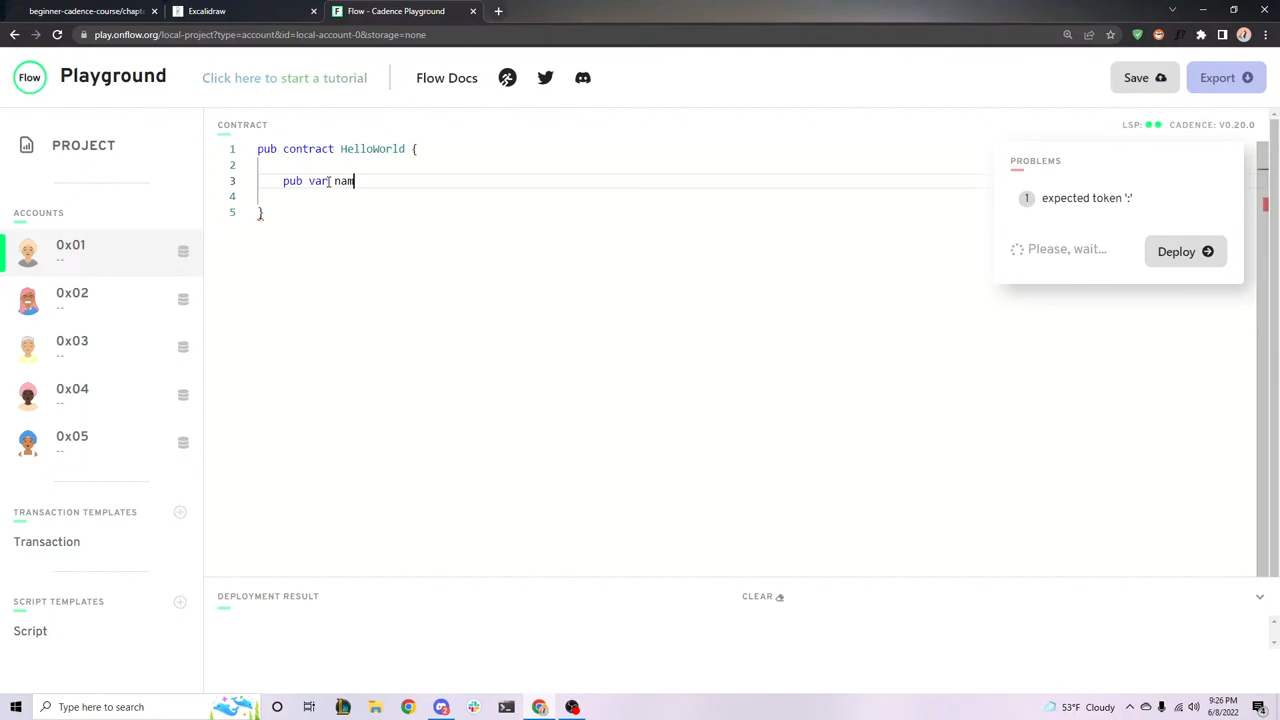 beginner-cadence-course/chapt
Excalidraw
Flow - Cadence Playground
play.onflow.org/local-project?type=account&id=local-account-0&storage=none
Flow
Playground
Click here to start a tutorial
Flow Docs
Save
Export
PROJECT
ACCOUNTS
0x01
--
0x02
--
0x03
--
0x04
--
0x05
--
TRANSACTION TEMPLATES
Transaction
SCRIPT TEMPLATES
Script
CONTRACT
LSP:
CADENCE: V0.20.0
1 pub contract HelloWorld {
2
3 pub var nam
4
5 }
PROBLEMS
1 expected token ':'
Please, wait...
Deploy
DEPLOYMENT RESULT
CLEAR
Type here to search
63°F Cloudy
9:26 PM
6/8/2022
4